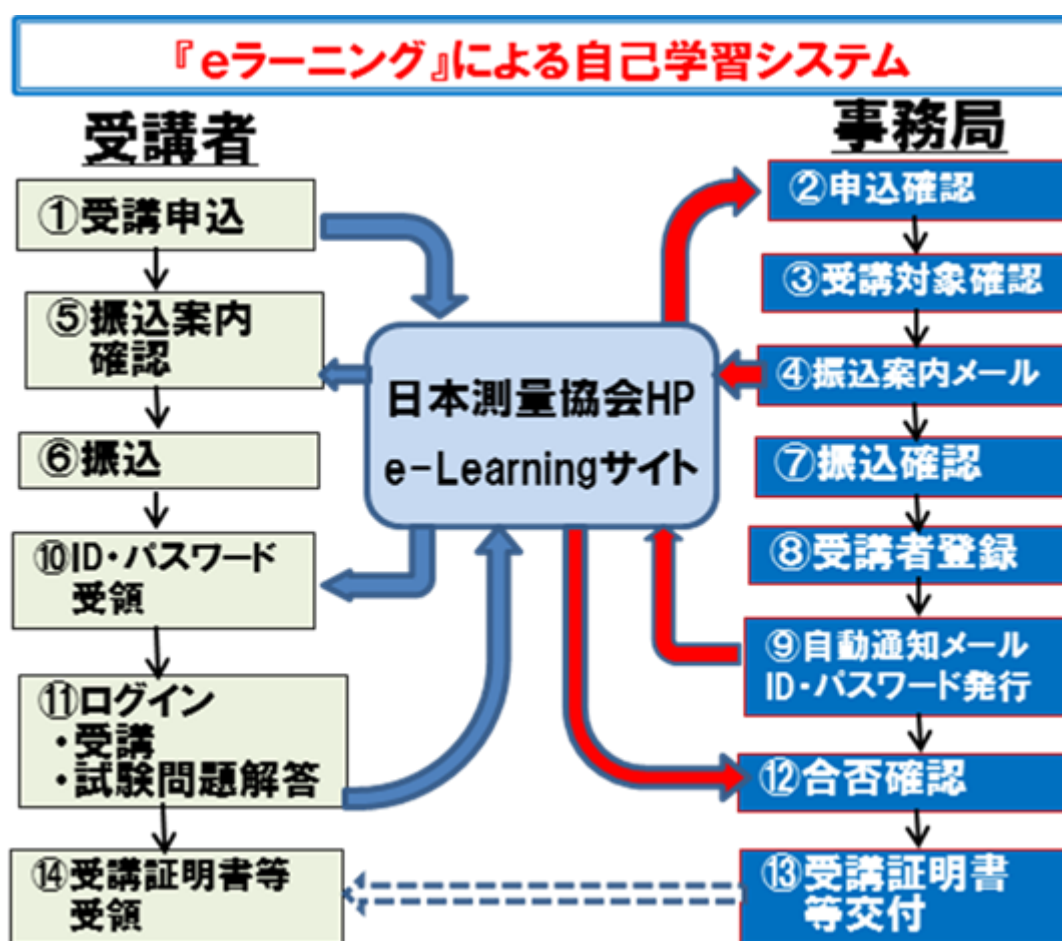 『eラーニング』による自己学習システム
受講者
①受講申込
⑤振込案内
確認
⑥振込
⑩ID・パスワード
受領
⑪ログイン
・受講
・試験問題解答
⑭受講証明書等
受領
日本測量協会HP
e-Learningサイト
事務局
②申込確認
③受講対象確認
④振込案内メール
⑦振込確認
⑧受講者登録
⑨自動通知メール
ID・パスワード発行
⑫合否確認
⑬受講証明書
等交付